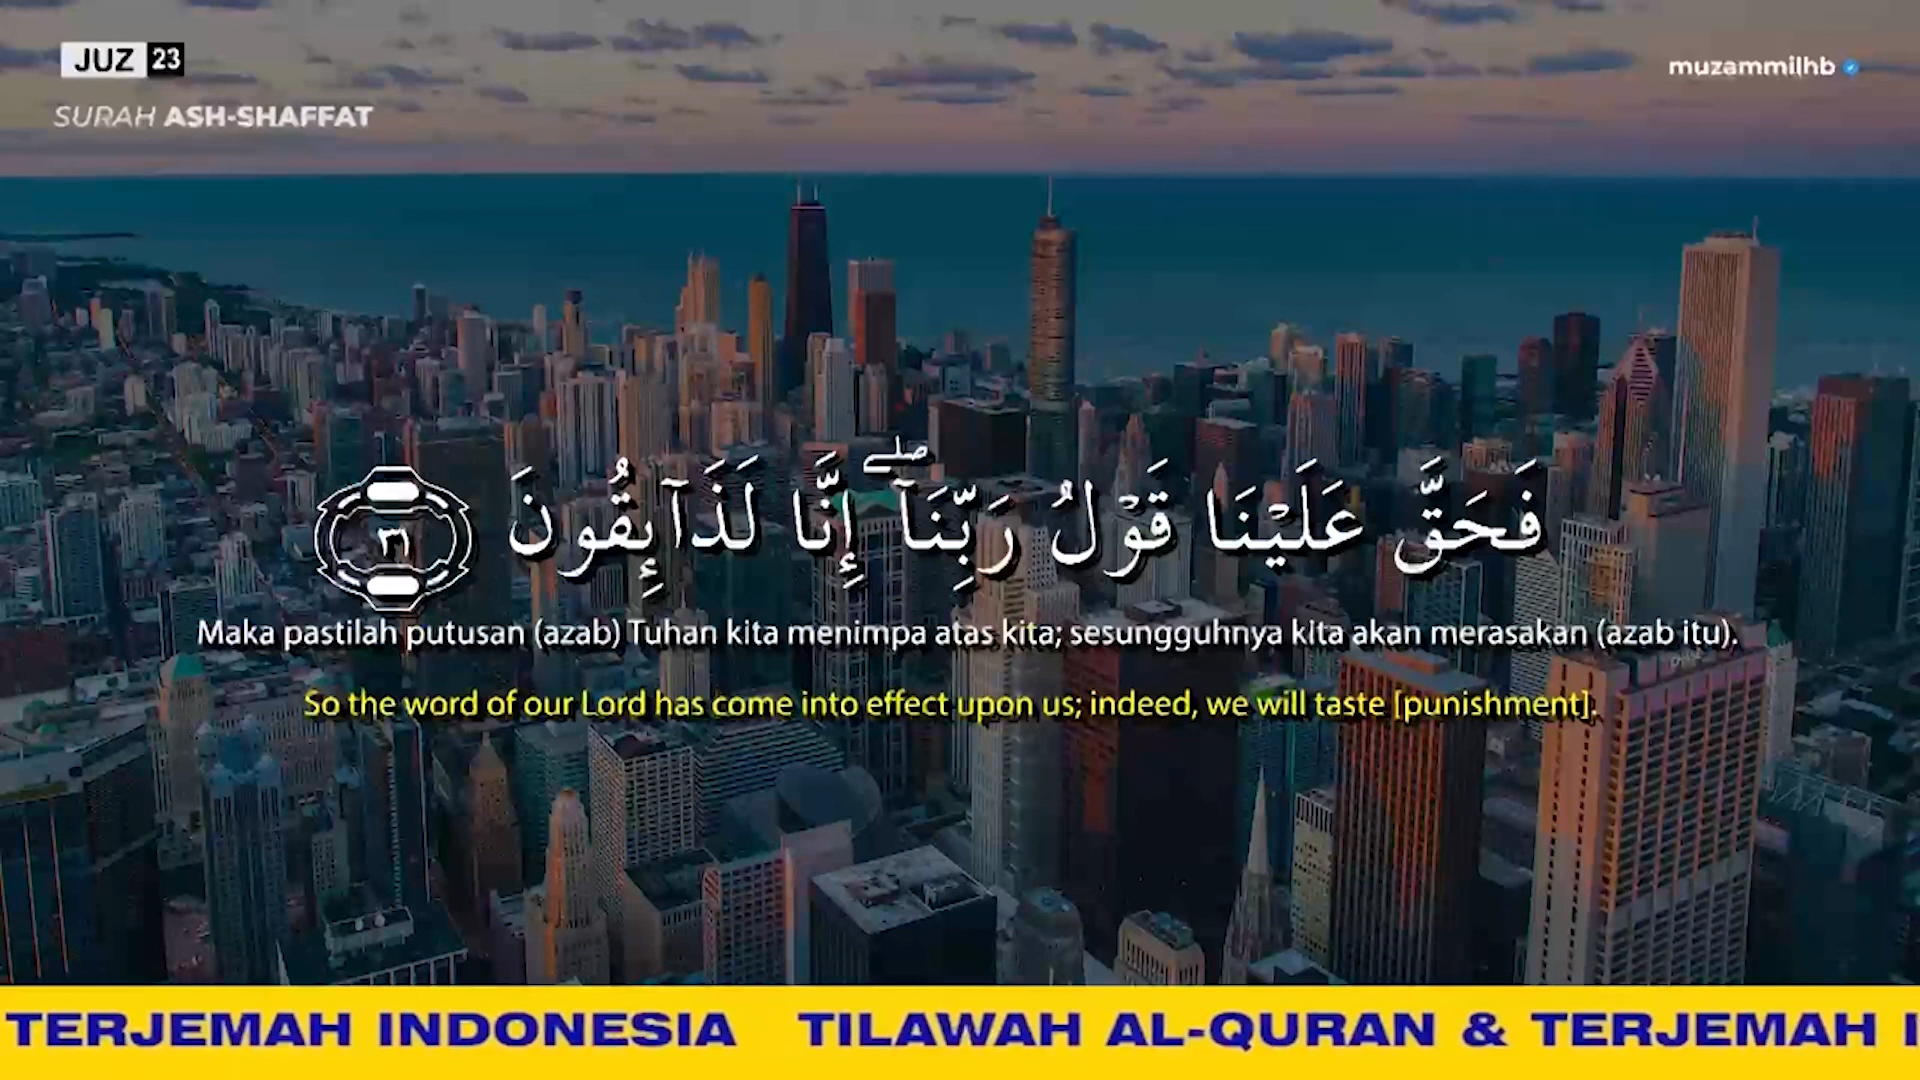 JUZ 23
muzammilhb
SURAH ASH-SHAFFAT
فَحَقَّ عَلَيْنَا قَوْلُ رَبِّنَآ ۖ إِنَّا لَذَآئِقُونَ ٣١
Maka pastilah putusan (azab) Tuhan kita menimpa atas kita; sesungguhnya kita akan merasakan (azab itu).
So the word of our Lord has come into effect upon us; indeed, we will taste [punishment].
TERJEMAH INDONESIA TILAWAH AL-QURAN & TERJEMAH I